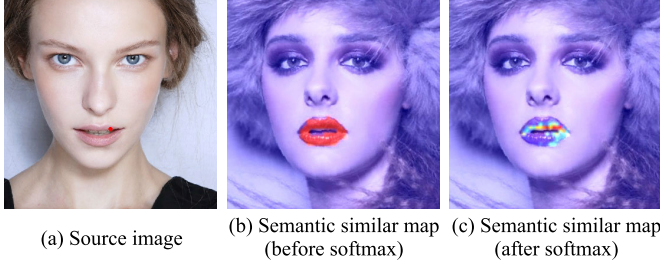 (a) Source image
(b) Semantic similar map
(before softmax)
(c) Semantic similar map
(after softmax)